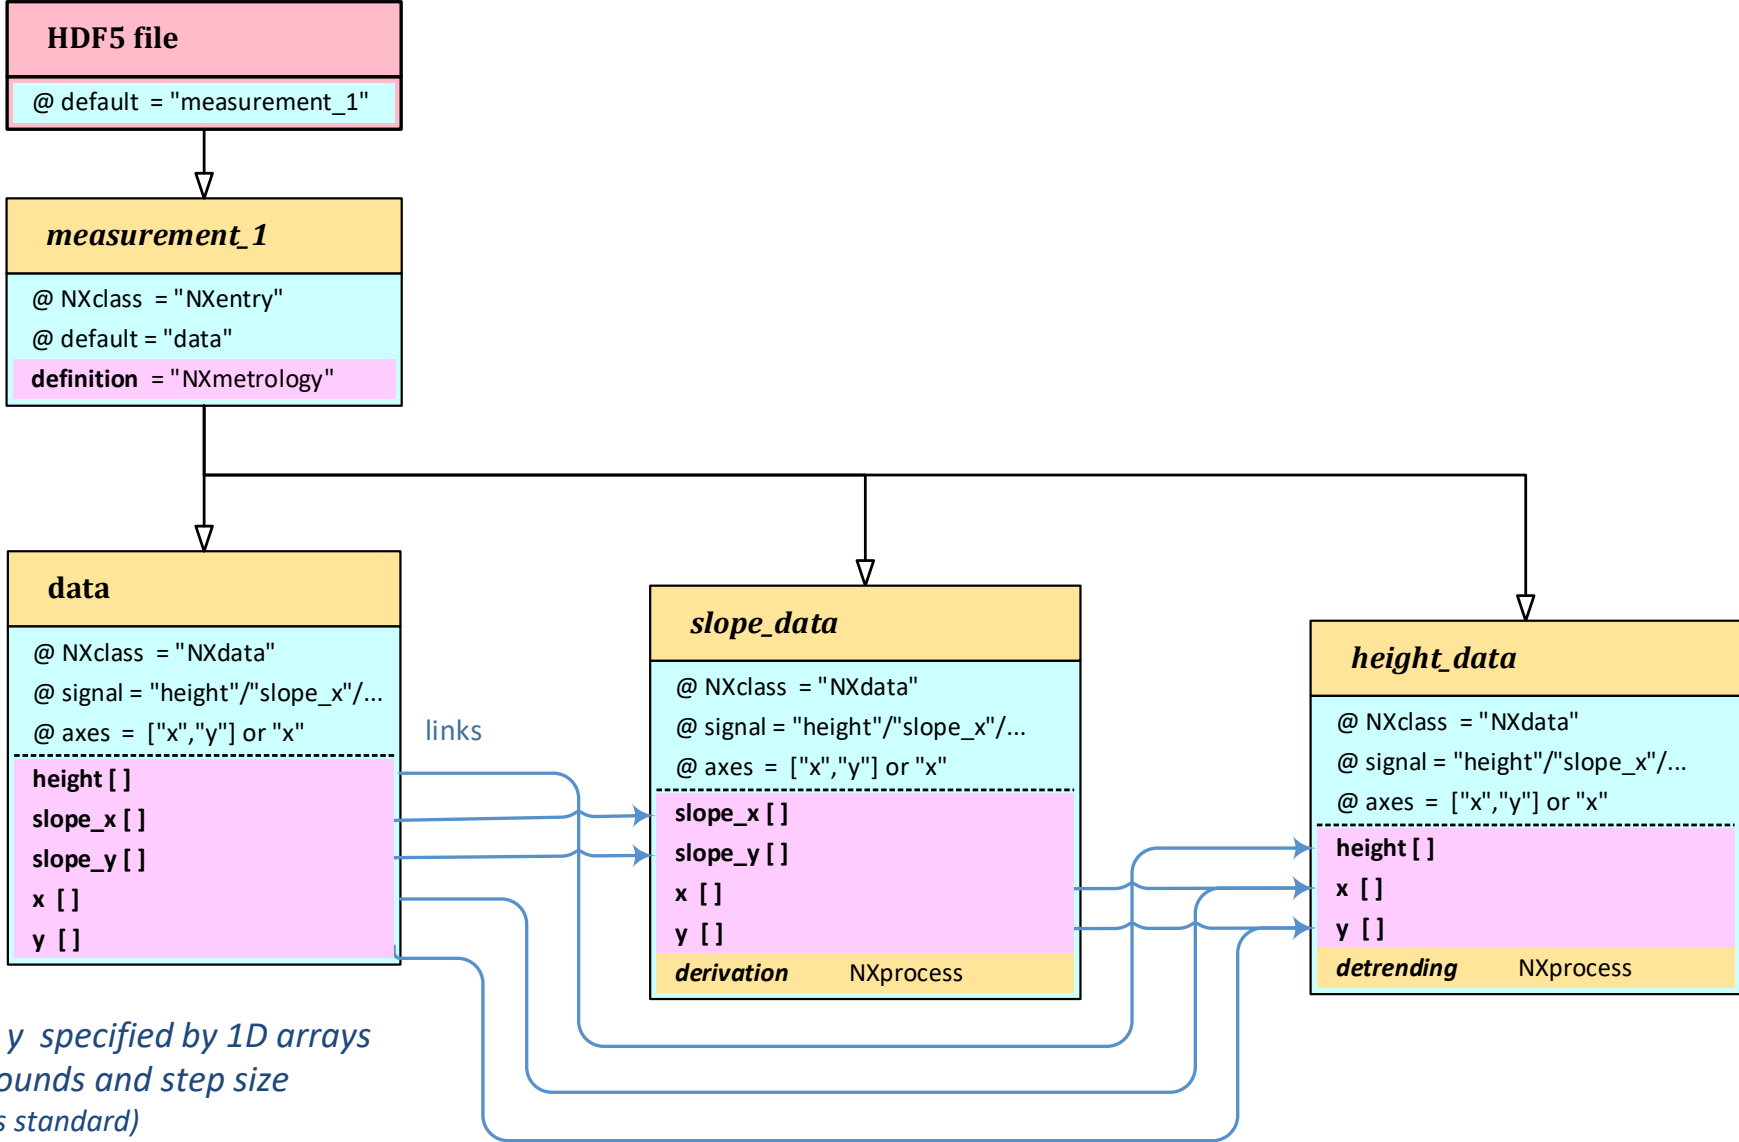 HDF5 file
@ default = "measurement_1"
measurement_1
@ NXclass = "NXentry"
@ default = "data"
definition = "NXmetrology"
data
@ NXclass = "NXdata"
@ signal = "height"/"slope_x"/...
@ axes = ["x","y"] or "x"
height [ ]
slope_x [ ]
slope_y [ ]
x [ ]
y [ ]
links
slope_data
@ NXclass = "NXdata"
@ signal = "height"/"slope_x"/...
@ axes = ["x","y"] or "x"
slope_x [ ]
slope_y [ ]
x [ ]
y [ ]
derivation NXprocess
height_data
@ NXclass = "NXdata"
@ signal = "height"/"slope_x"/...
@ axes = ["x","y"] or "x"
height [ ]
x [ ]
y [ ]
detrending NXprocess
y specified by 1D arrays
ounds and step size
s standard)